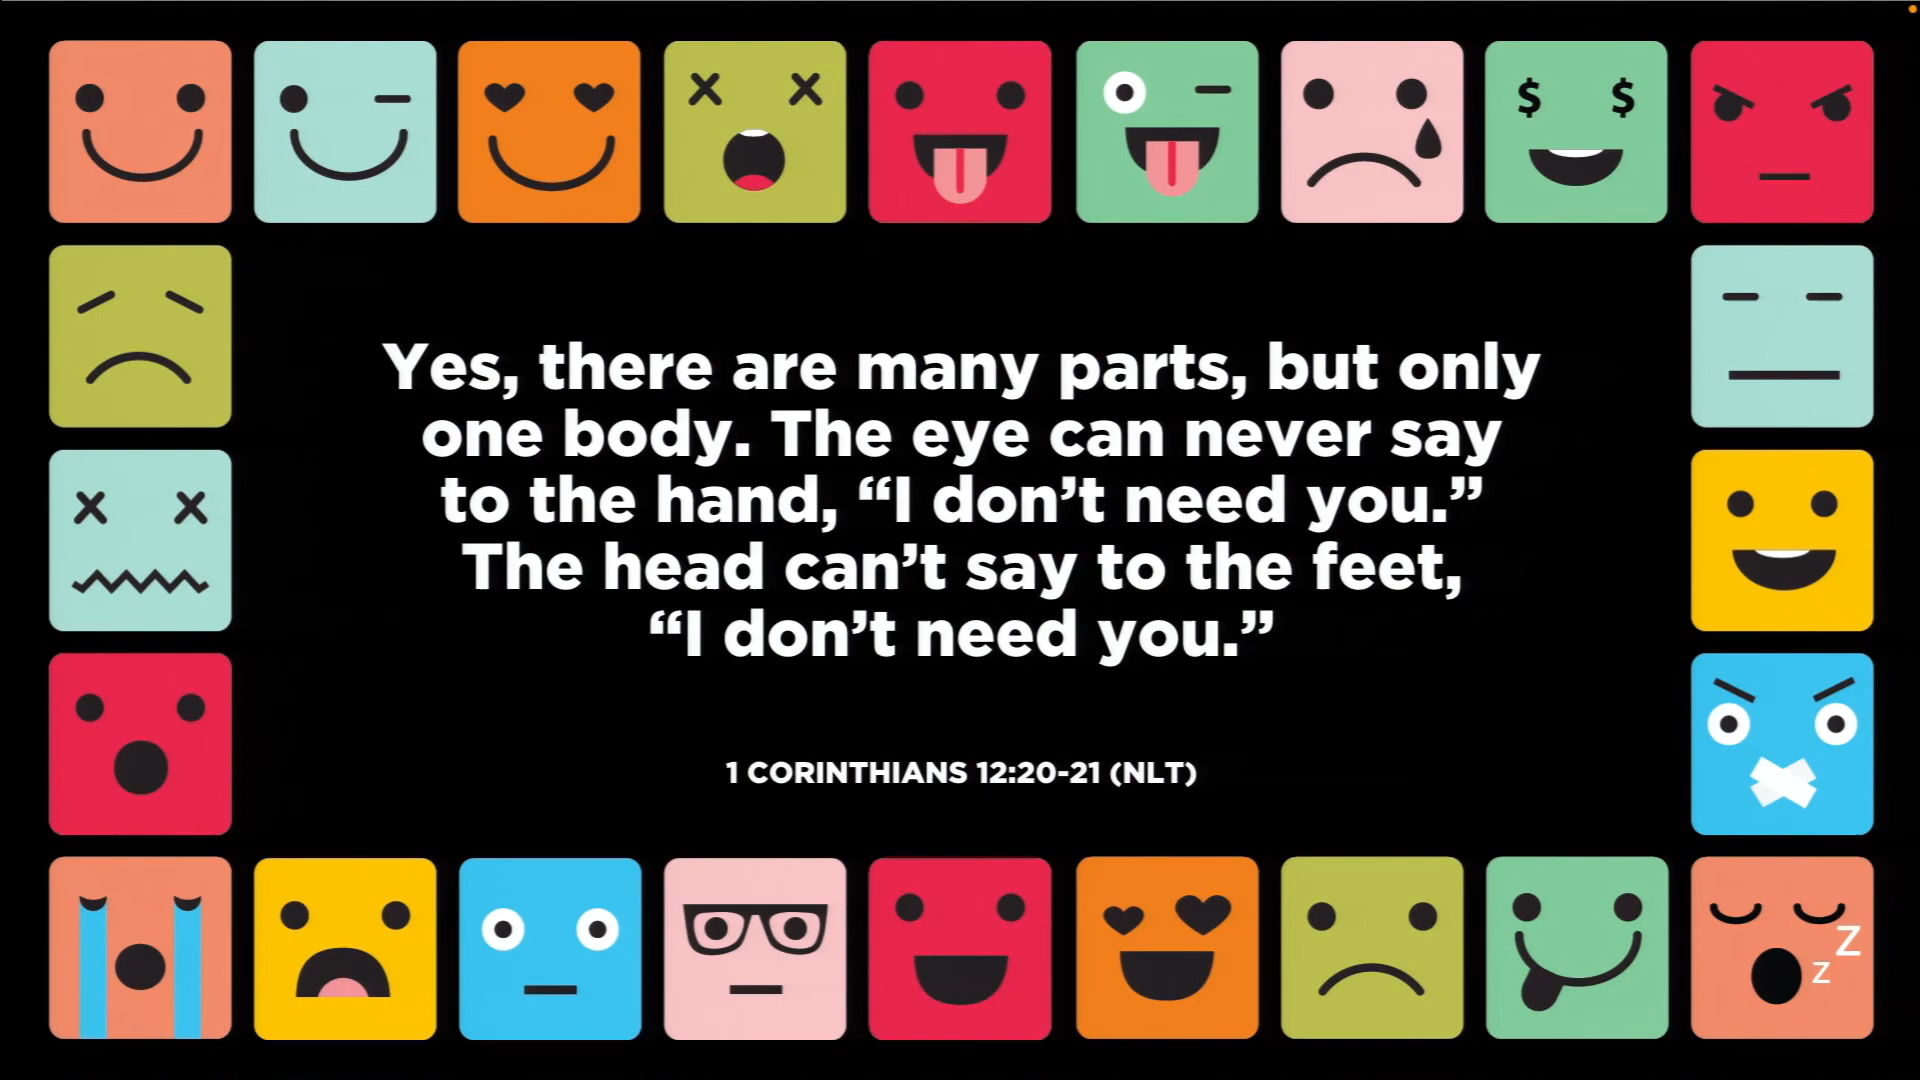 $ $
Yes, there are many parts, but only
one body. The eye can never say
to the hand, “I don’t need you.”
The head can’t say to the feet,
“I don’t need you.”
1 CORINTHIANS 12:20-21 (NLT)
Z
Z